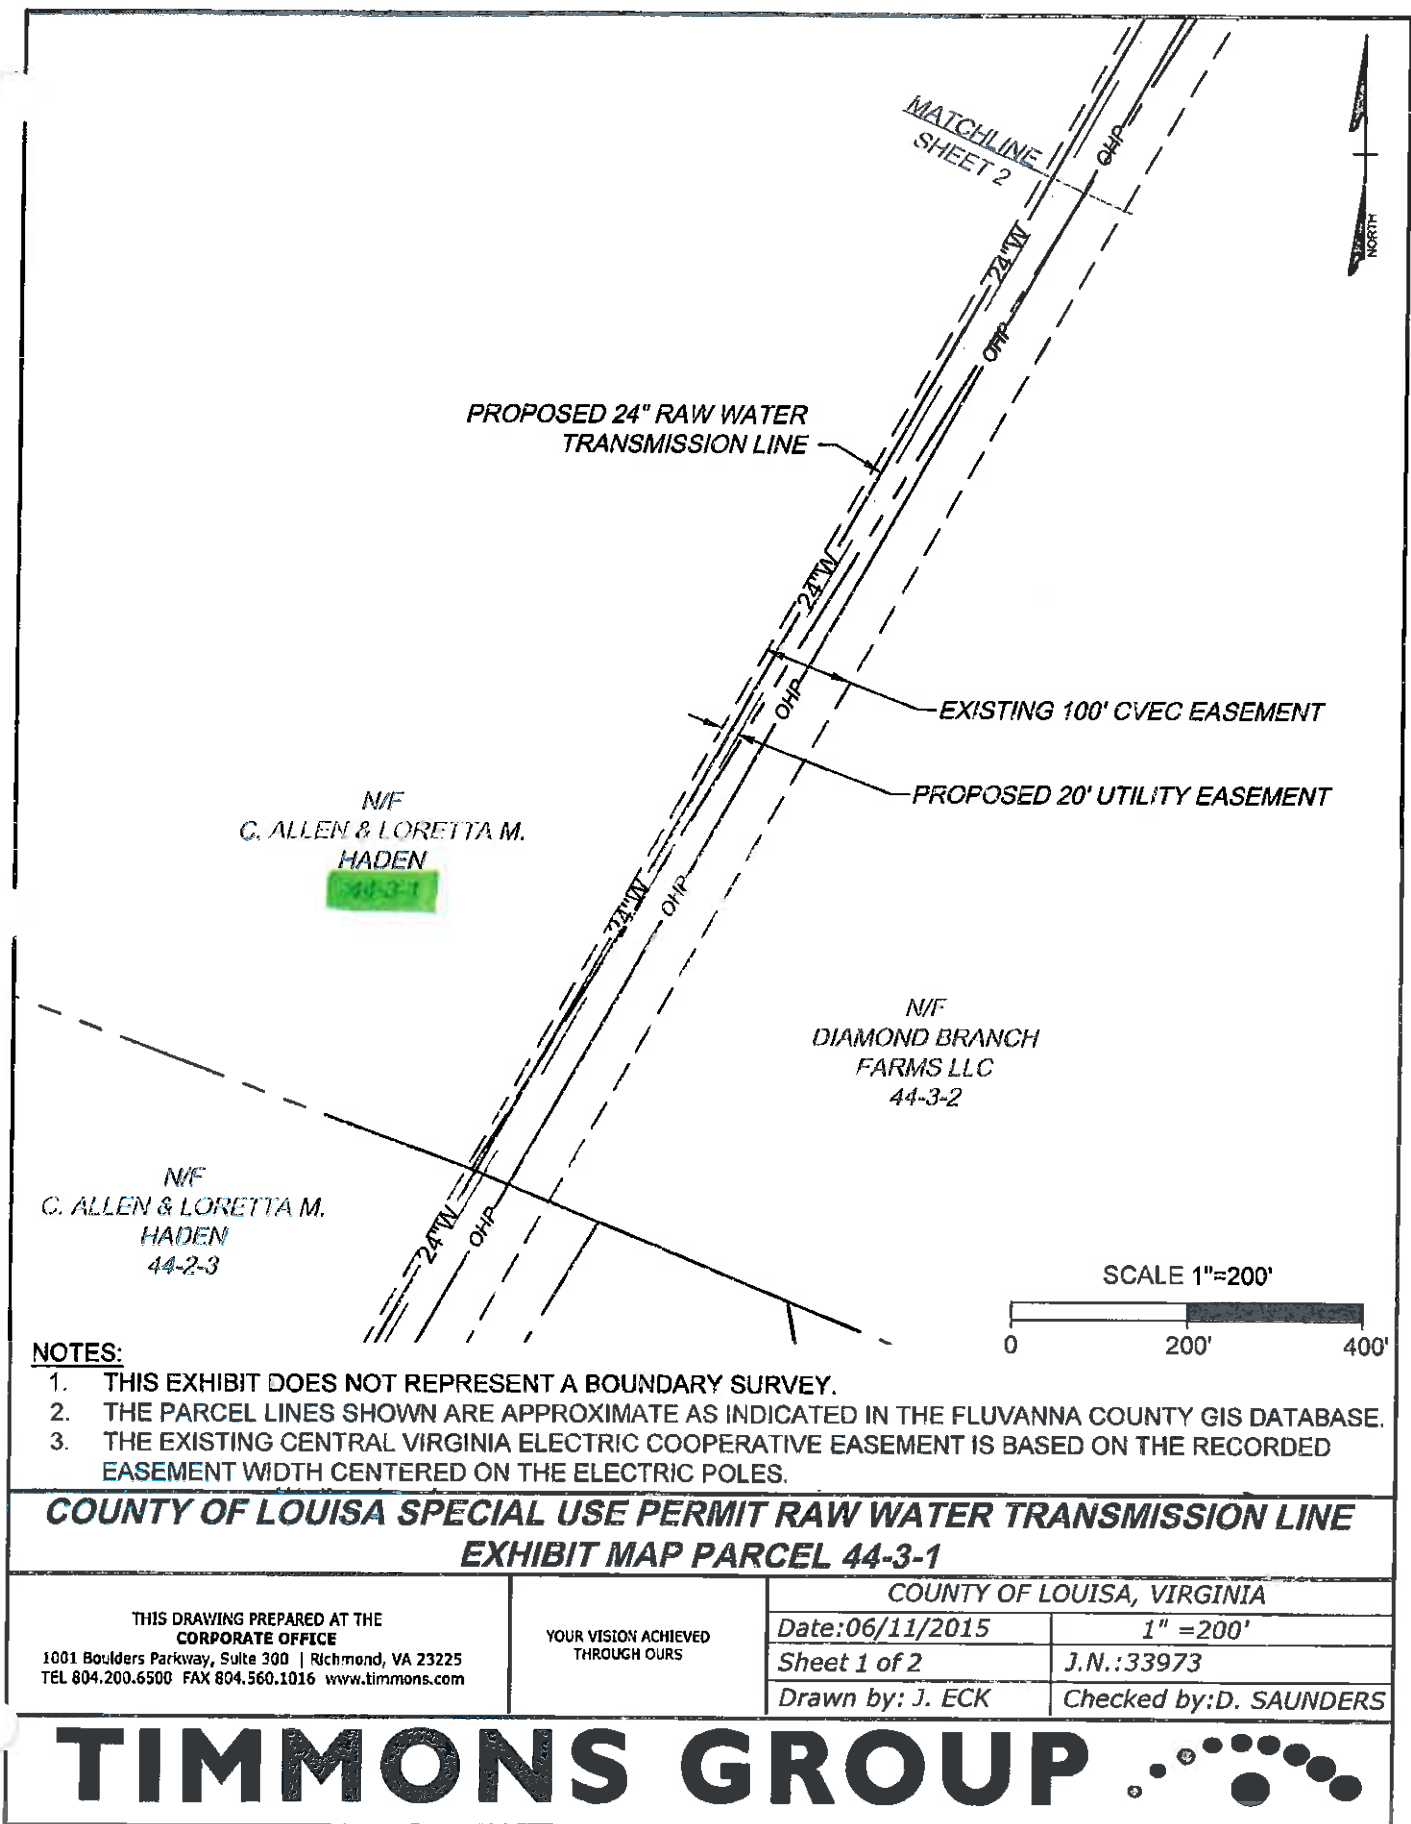 MATCHLINE
SHEET 2
OHP
NORTH
24"W
OHP
PROPOSED 24" RAW WATER
TRANSMISSION LINE
24"W
OHP
EXISTING 100' CVEC EASEMENT
PROPOSED 20' UTILITY EASEMENT
N/F
C. ALLEN & LORETTA M.
HADEN
44-3-1
24"W
OHP
N/F
DIAMOND BRANCH
FARMS LLC
44-3-2
N/F
C. ALLEN & LORETTA M.
HADEN
44-2-3
24"W
OHP
SCALE 1"=200'
0 200' 400'
NOTES:
1. THIS EXHIBIT DOES NOT REPRESENT A BOUNDARY SURVEY.
2. THE PARCEL LINES SHOWN ARE APPROXIMATE AS INDICATED IN THE FLUVANNA COUNTY GIS DATABASE.
3. THE EXISTING CENTRAL VIRGINIA ELECTRIC COOPERATIVE EASEMENT IS BASED ON THE RECORDED
EASEMENT WIDTH CENTERED ON THE ELECTRIC POLES.
COUNTY OF LOUISA SPECIAL USE PERMIT RAW WATER TRANSMISSION LINE
EXHIBIT MAP PARCEL 44-3-1
THIS DRAWING PREPARED AT THE
CORPORATE OFFICE
1001 Boulders Parkway, Suite 300 | Richmond, VA 23225
TEL 804.200.6500 FAX 804.560.1016 www.timmons.com
YOUR VISION ACHIEVED
THROUGH OURS
COUNTY OF LOUISA, VIRGINIA
Date:06/11/2015 1" =200'
Sheet 1 of 2 J.N.:33973
Drawn by: J. ECK Checked by:D. SAUNDERS
TIMMONS GROUP